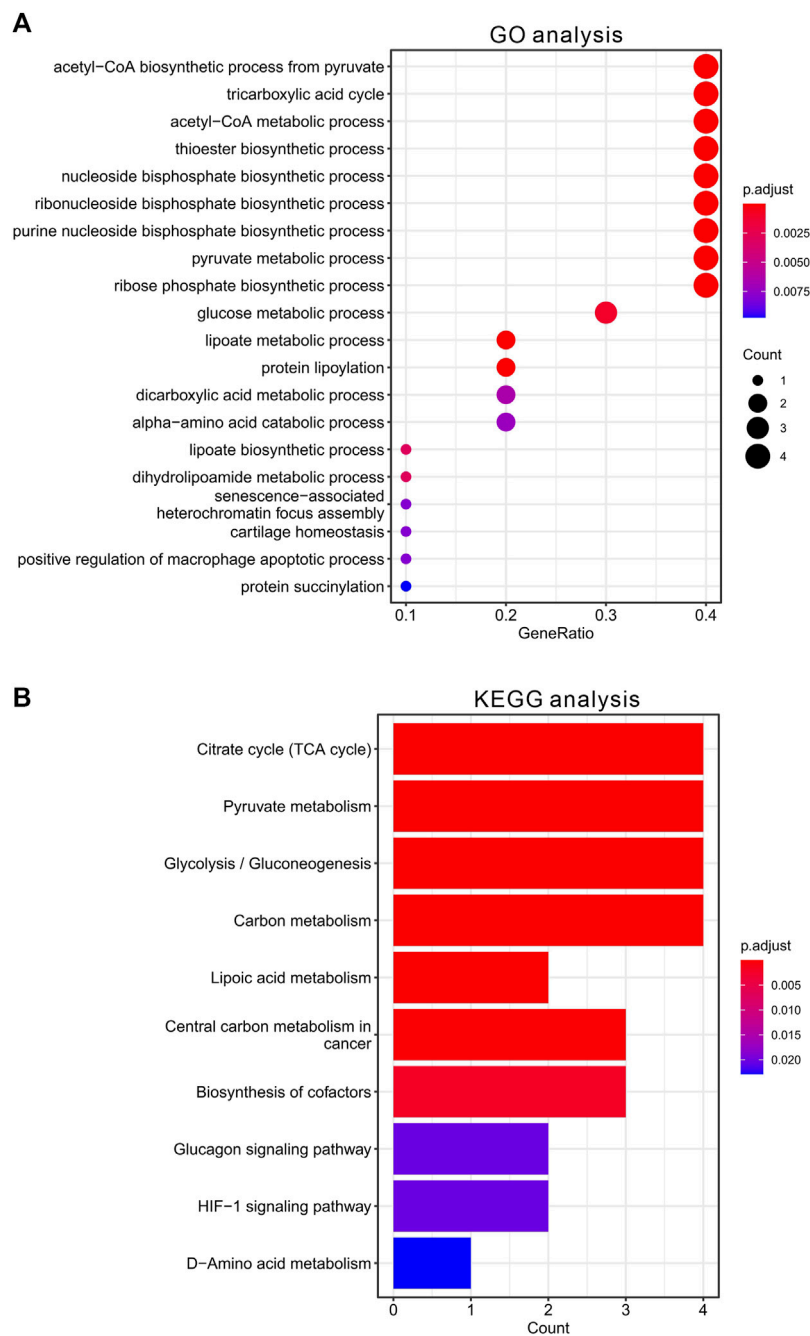 A
GO analysis
acetyl−CoA biosynthetic process from pyruvate
tricarboxylic acid cycle
acetyl−CoA metabolic process
thioester biosynthetic process
nucleoside bisphosphate biosynthetic process
ribonucleoside bisphosphate biosynthetic process
purine nucleoside bisphosphate biosynthetic process
pyruvate metabolic process
ribose phosphate biosynthetic process
glucose metabolic process
lipoate metabolic process
protein lipoylation
dicarboxylic acid metabolic process
alpha−amino acid catabolic process
lipoate biosynthetic process
dihydrolipoamide metabolic process
senescence−associated
heterochromatin focus assembly
cartilage homeostasis
positive regulation of macrophage apoptotic process
protein succinylation
0.1 0.2 0.3 0.4
GeneRatio
p.adjust
0.0025
0.0050
0.0075
Count
1
2
3
4
B
KEGG analysis
Citrate cycle (TCA cycle)
Pyruvate metabolism
Glycolysis / Gluconeogenesis
Carbon metabolism
Lipoic acid metabolism
Central carbon metabolism in
cancer
Biosynthesis of cofactors
Glucagon signaling pathway
HIF−1 signaling pathway
D−Amino acid metabolism
0 1 2 3 4
Count
p.adjust
0.005
0.010
0.015
0.020